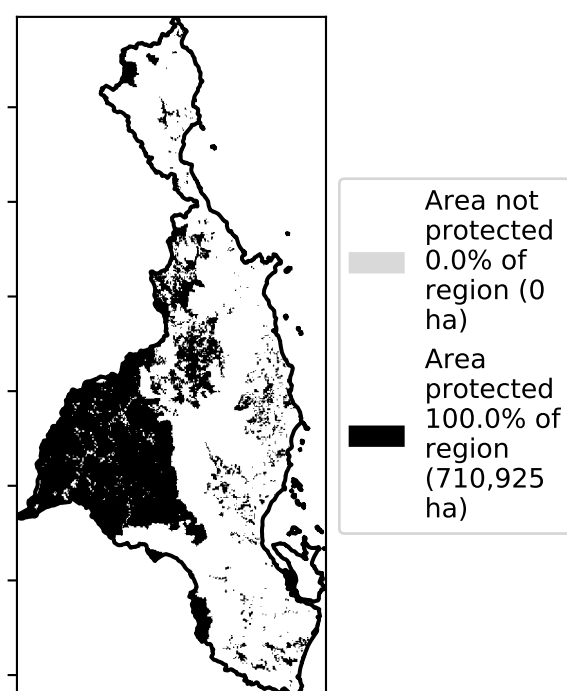 Area not
protected
0.0% of
region (0
ha)
Area
protected
100.0% of
region
(710,925
ha)